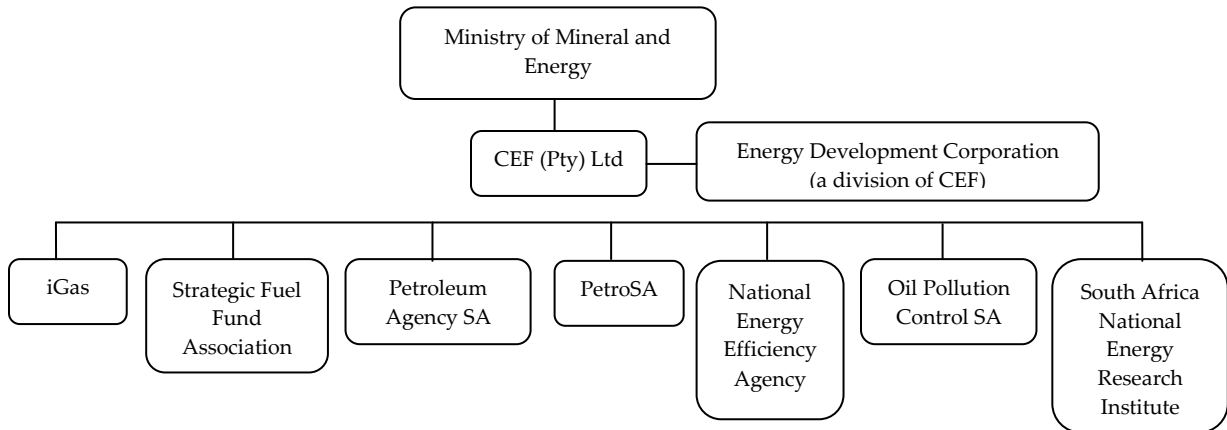 Ministry of Mineral and
Energy
CEF (Pty) Ltd
Energy Development Corporation
(a division of CEF)
iGas
Strategic Fuel
Fund
Association
Petroleum
Agency SA
PetroSA
National
Energy
Efficiency
Agency
Oil Pollution
Control SA
South Africa
National
Energy
Research
Institute